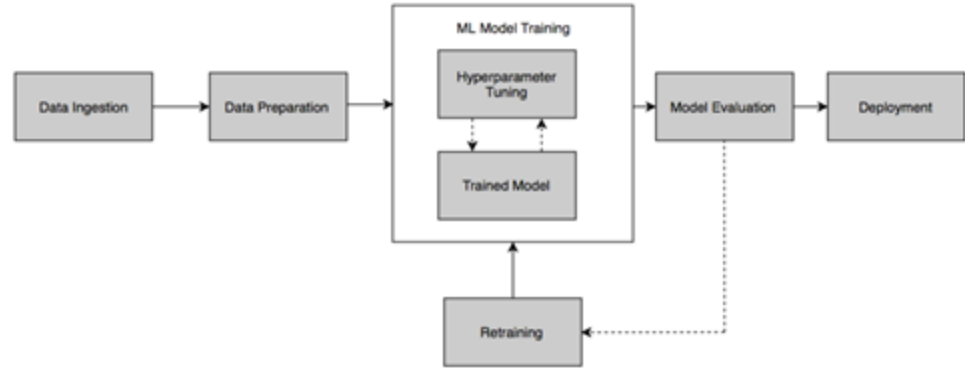 ML Model Training
Hyperparameter
Tuning
Data Ingestion
Data Preparation
Model Evaluation
Deployment
Trained Model
Retraining